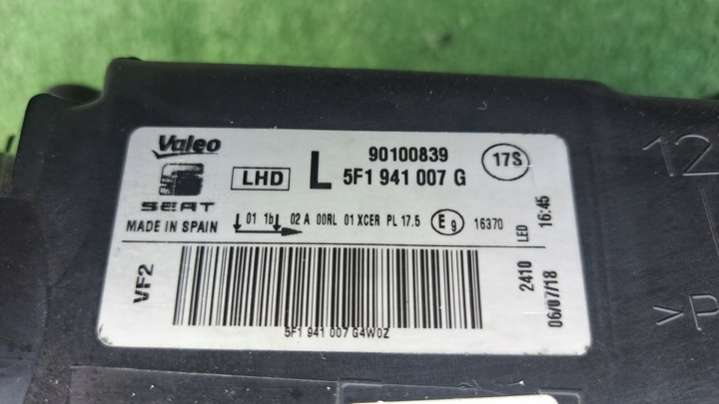 Valeo
90100839
17S
LHD
L
5F1 941 007 G
SEAT
MADE IN SPAIN
01 1b 02 A 00RL 01 XCER PL 17.5
E9
16370
LED
16:45
VF2
2410
06/07/18
5F1 941 007 G4W0Z
12
>P